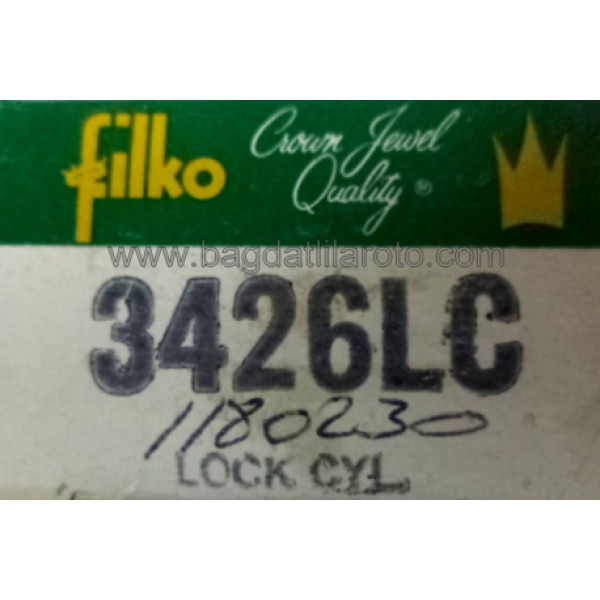 filko
Crown Jewel
Quality ®
www.bagdatlilaroto.com
3426LC
1180230
LOCK CYL